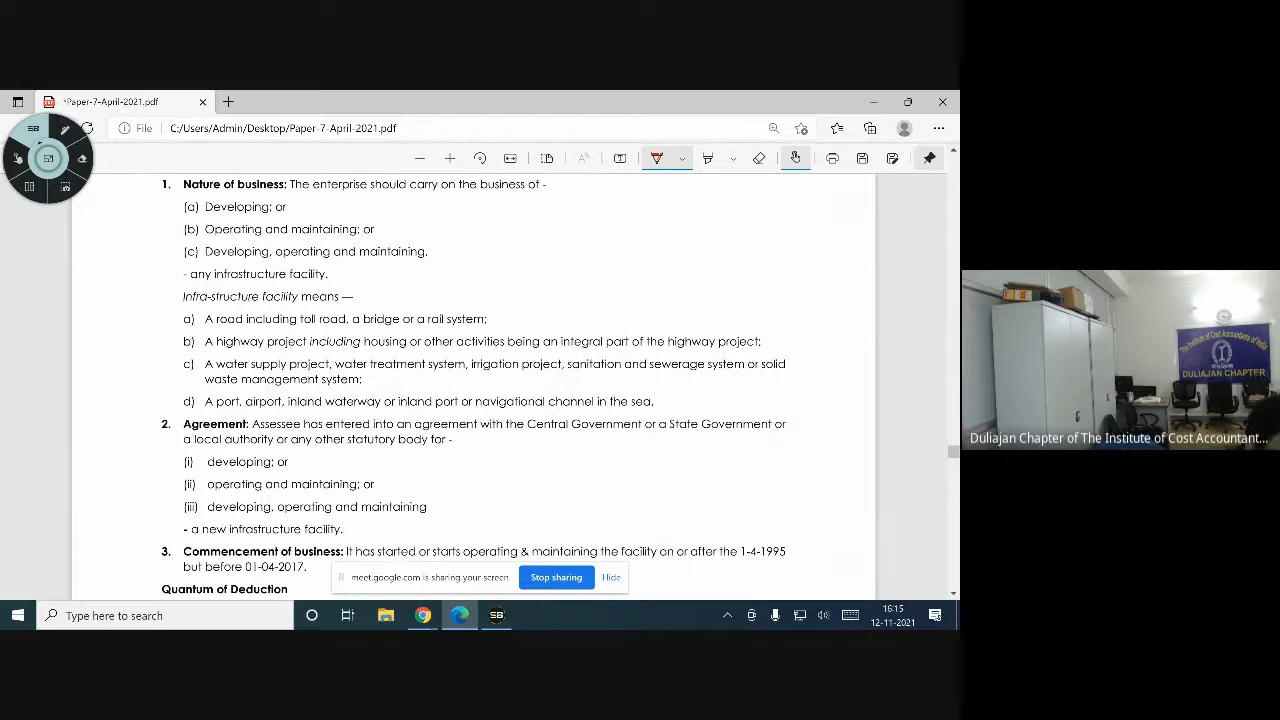 *Paper-7-April-2021.pdf
SB
File C:/Users/Admin/Desktop/Paper-7-April-2021.pdf
1. Nature of business: The enterprise should carry on the business of -
(a) Developing; or
(b) Operating and maintaining; or
(c) Developing, operating and maintaining.
- any infrastructure facility.
Infra-structure facility means —
a) A road including toll road, a bridge or a rail system;
b) A highway project including housing or other activities being an integral part of the highway project;
c) A water supply project, water treatment system, irrigation project, sanitation and sewerage system or solid
waste management system;
d) A port, airport, inland waterway or inland port or navigational channel in the sea.
2. Agreement: Assessee has entered into an agreement with the Central Government or a State Government or
a local authority or any other statutory body for -
(i) developing; or
(ii) operating and maintaining; or
(iii) developing, operating and maintaining
- a new infrastructure facility.
3. Commencement of business: It has started or starts operating & maintaining the facility on or after the 1-4-1995
but before 01-04-2017.
Quantum of Deduction
meet.google.com is sharing your screen. Stop sharing Hide
Type here to search
SB
16:15
12-11-2021
The Institute of Cost Accountants of India
DULIAJAN CHAPTER
Duliajan Chapter of The Institute of Cost Accountant...